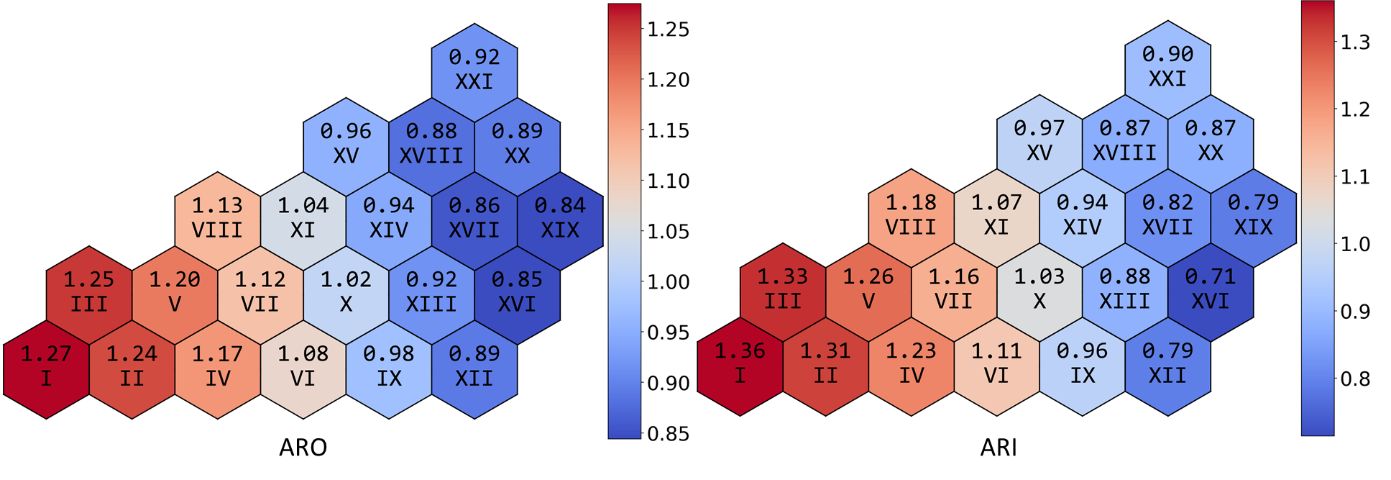 0.92
XXI
0.96
XV
0.88
XVIII
0.89
XX
1.13
VIII
1.04
XI
0.94
XIV
0.86
XVII
0.84
XIX
1.25
III
1.20
V
1.12
VII
1.02
X
0.92
XIII
0.85
XVI
1.27
I
1.24
II
1.17
IV
1.08
VI
0.98
IX
0.89
XII
1.25
1.20
1.15
1.10
1.05
1.00
0.95
0.90
0.85
ARO
0.90
XXI
0.97
XV
0.87
XVIII
0.87
XX
1.18
VIII
1.07
XI
0.94
XIV
0.82
XVII
0.79
XIX
1.33
III
1.26
V
1.16
VII
1.03
X
0.88
XIII
0.71
XVI
1.36
I
1.31
II
1.23
IV
1.11
VI
0.96
IX
0.79
XII
1.3
1.2
1.1
1.0
0.9
0.8
ARI